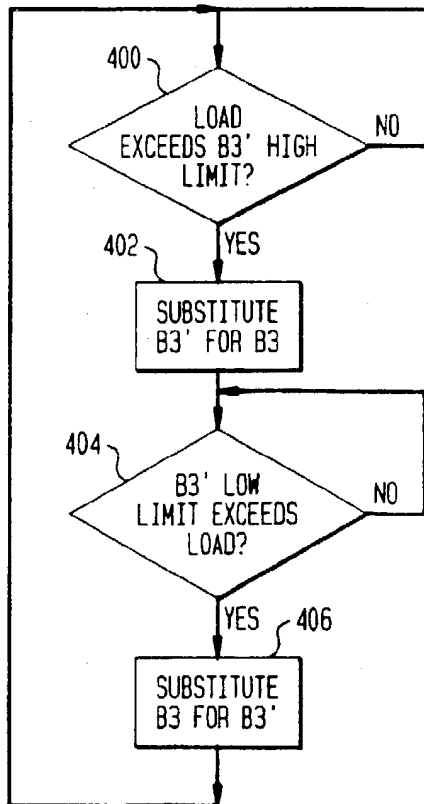 400
LOAD
EXCEEDS B3' HIGH
LIMIT?
NO
YES
402
SUBSTITUTE
B3' FOR B3
404
B3' LOW
LIMIT EXCEEDS
LOAD?
NO
YES
406
SUBSTITUTE
B3 FOR B3'